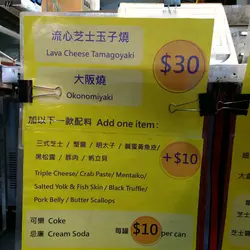 流心芝士玉子燒
Lava Cheese Tamagoyaki
$30
大阪燒
Okonomiyaki
加以下一款配料 Add one item:
三式芝士 / 蟹醬 / 明太子 / 鹹蛋黃魚皮 /
黑松露 / 豚肉 / 帆立貝
+$10
Triple Cheese/ Crab Paste/ Mentaiko/
Salted Yolk & Fish Skin / Black Truffle/
Pork Belly / Butter Scallops
可樂 Coke
忌廉 Cream Soda
每罐 $10 per can